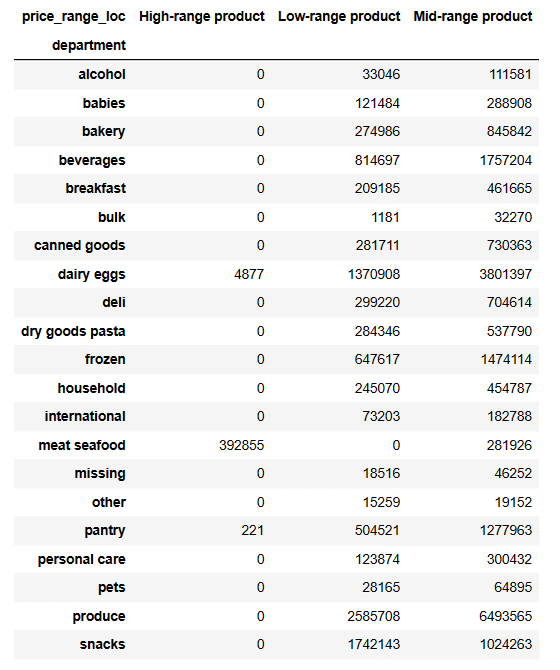 price_range_loc High-range product Low-range product Mid-range product
department
alcohol 0 33046 111581
babies 0 121484 288908
bakery 0 274986 845842
beverages 0 814697 1757204
breakfast 0 209185 461665
bulk 0 1181 32270
canned goods 0 281711 730363
dairy eggs 4877 1370908 3801397
deli 0 299220 704614
dry goods pasta 0 284346 537790
frozen 0 647617 1474114
household 0 245070 454787
international 0 73203 182788
meat seafood 392855 0 281926
missing 0 18516 46252
other 0 15259 19152
pantry 221 504521 1277963
personal care 0 123874 300432
pets 0 28165 64895
produce 0 2585708 6493565
snacks 0 1742143 1024263